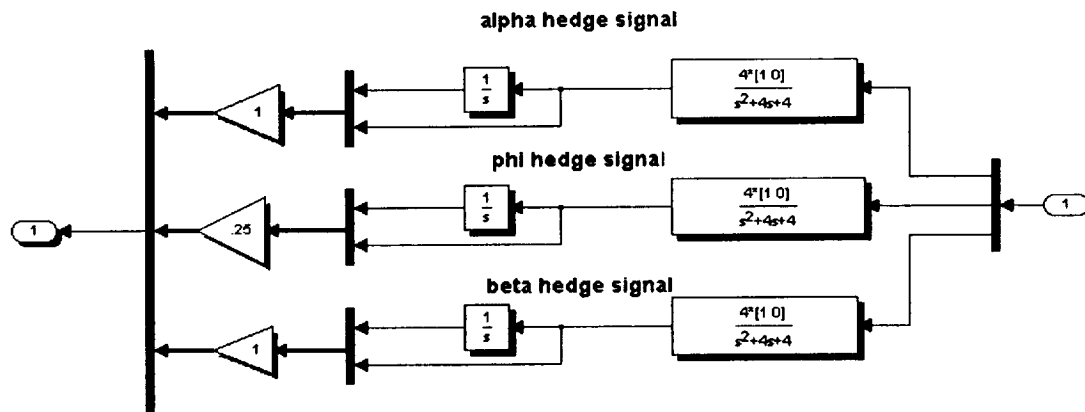 alpha hedge signal
1
1
s
4*[1 0]
s²+4s+4
phi hedge signal
1
.25
1
s
4*[1 0]
s²+4s+4
1
beta hedge signal
1
1
s
4*[1 0]
s²+4s+4